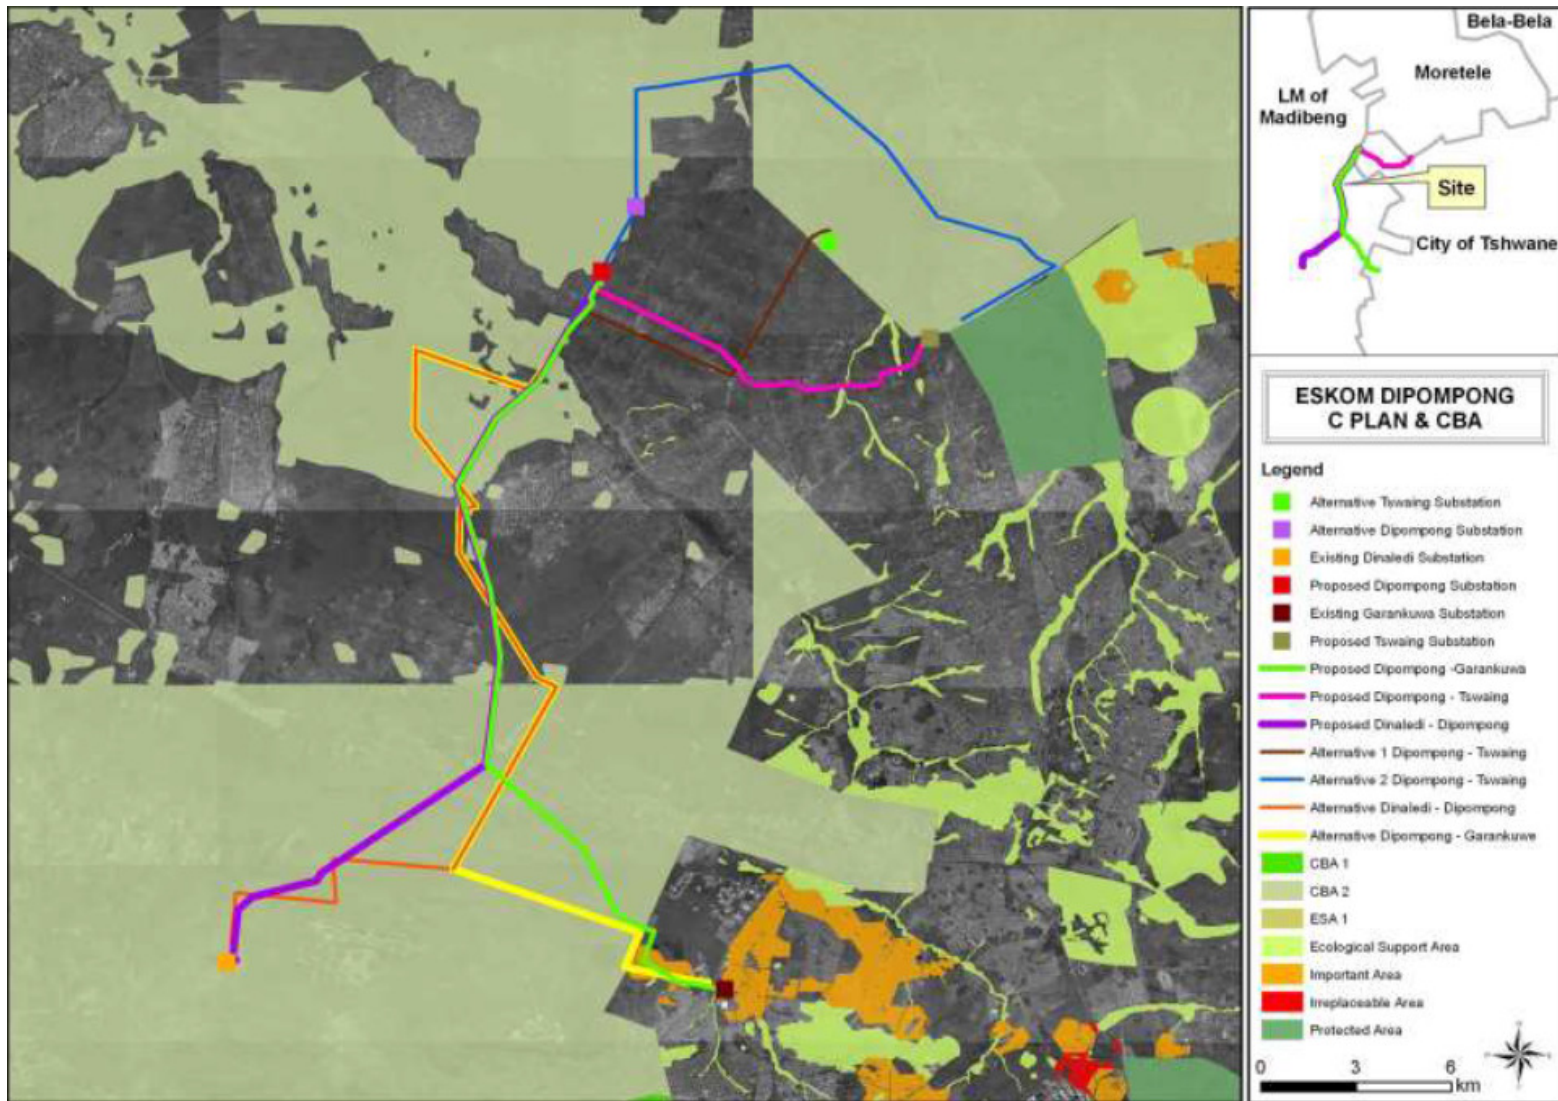 Bela-Bela
Moretele
LM of
Madibeng
Site
City of Tshwane
ESKOM DIPOMPONG
C PLAN & CBA
Legend
Alternative Tswaing Substation
Alternative Dipompong Substation
Existing Dinaledi Substation
Proposed Dipompong Substation
Existing Garankuwa Substation
Proposed Tswaing Substation
Proposed Dipompong -Garankuwa
Proposed Dipompong - Tswaing
Proposed Dinaledi - Dipompong
Alternative 1 Dipompong - Tswaing
Alternative 2 Dipompong - Tswaing
Alternative Dinaledi - Dipompong
Alternative Dipompong - Garankuwe
CBA 1
CBA 2
ESA 1
Ecological Support Area
Important Area
Irreplaceable Area
Protected Area
0 3 6
km